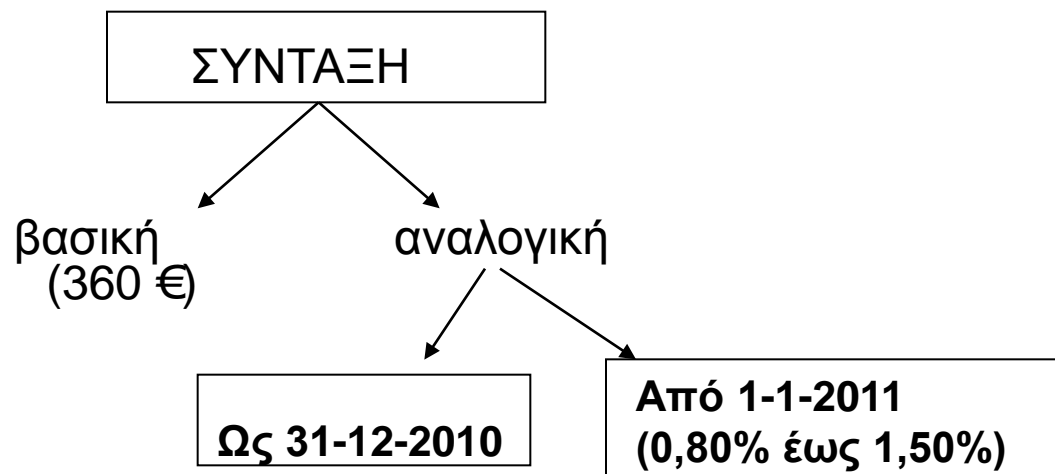 ΣΥΝΤΑΞΗ
βασική
(360 €)
αναλογική
Ως 31-12-2010
Από 1-1-2011
(0,80% έως 1,50%)